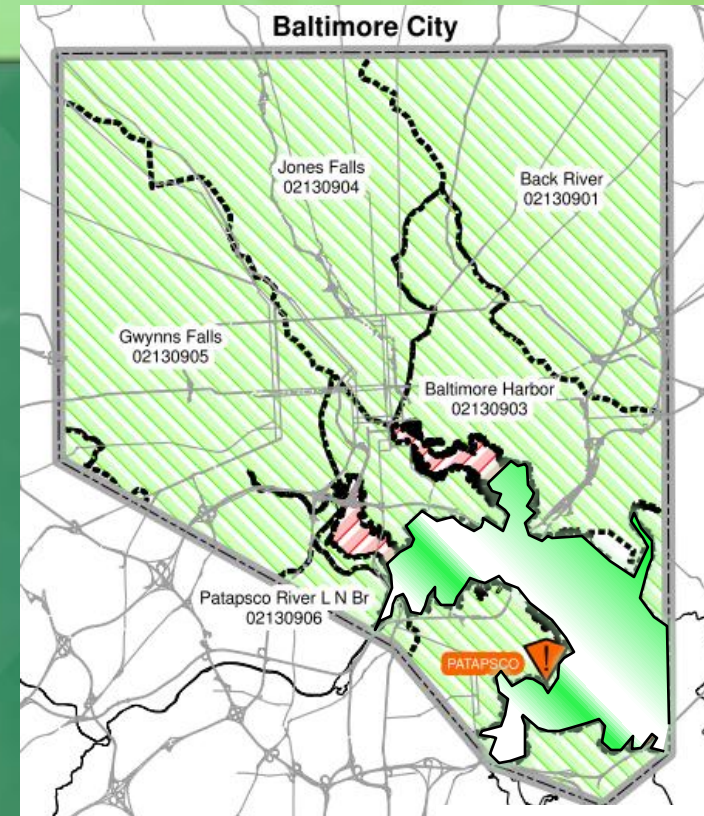 Baltimore City
Jones Falls
02130904
Back River
02130901
Gwynns Falls
02130905
Baltimore Harbor
02130903
Patapsco River L N Br
02130906
PATAPSCO
!